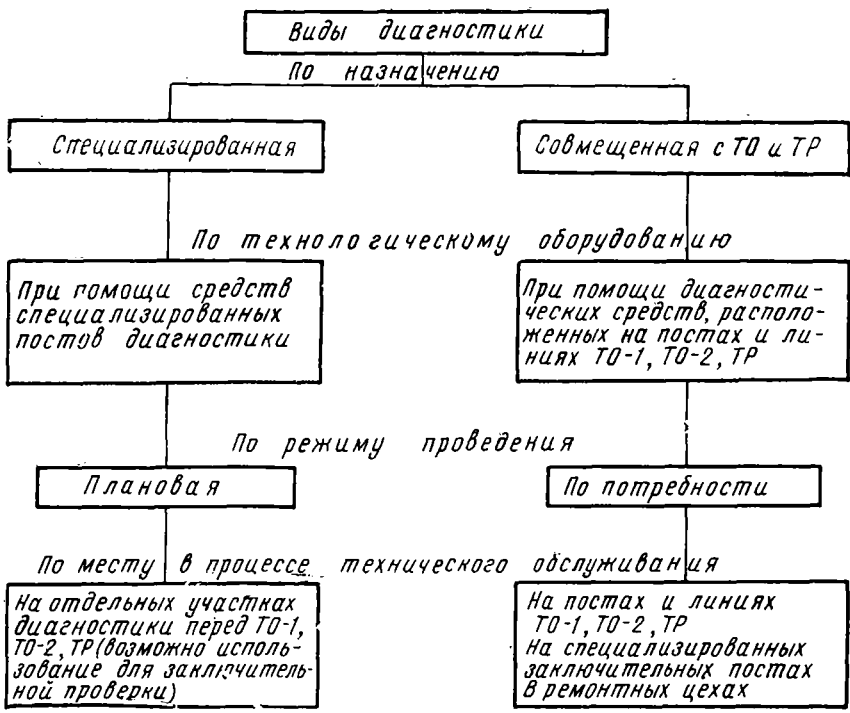 Виды диагностики
По назначению
Специализированная
Совмещенная с ТО и ТР
По технологическому оборудованию
При помощи средств
специализированных
постов диагностики
При помощи диагности-
ческих средств, располо-
женных на постах и ли-
ниях ТО-1, ТО-2, ТР
По режиму проведения
Плановая
По потребности
По месту в процессе технического обслуживания
На отдельных участках
диагностики перед ТО-1,
ТО-2, ТР (возможно исполь-
зование для заключитель-
ной проверки)
На постах и линиях
ТО-1, ТО-2, ТР
На специализированных
заключительных постах
В ремонтных цехах